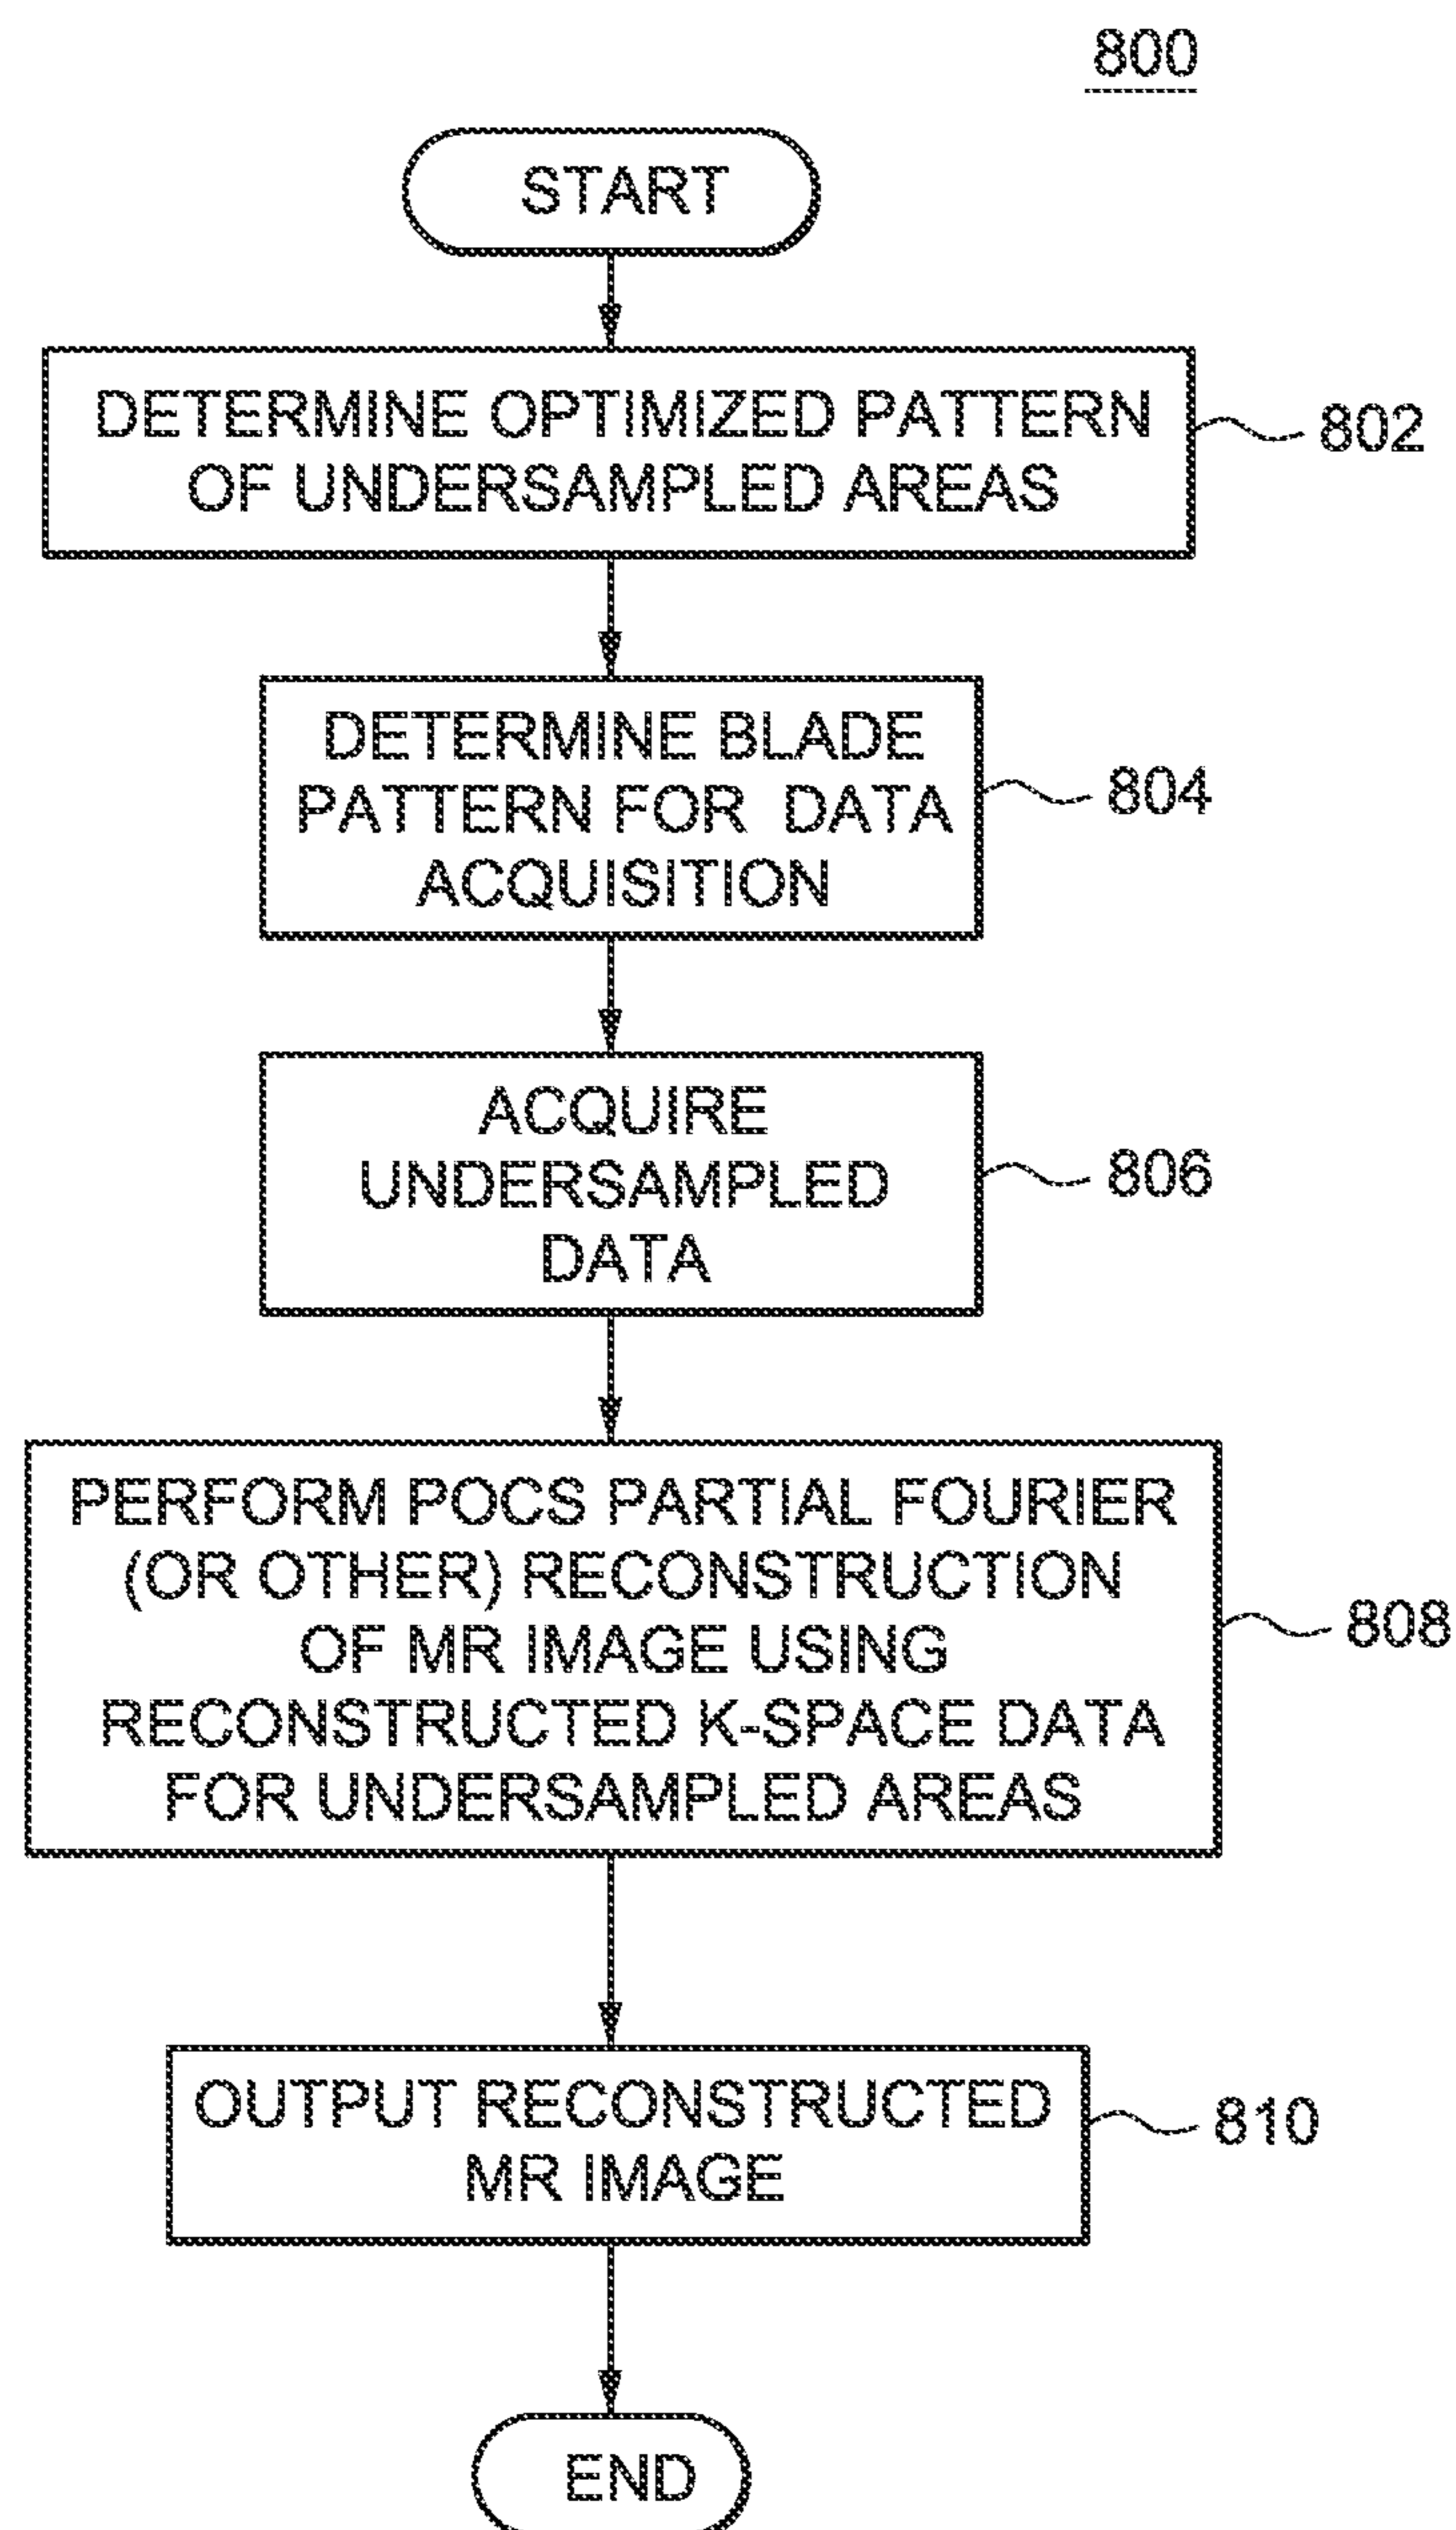 800
START
DETERMINE OPTIMIZED PATTERN
OF UNDERSAMPLED AREAS
802
DETERMINE BLADE
PATTERN FOR DATA
ACQUISITION
804
ACQUIRE
UNDERSAMPLED
DATA
806
PERFORM POCS PARTIAL FOURIER
(OR OTHER) RECONSTRUCTION
OF MR IMAGE USING
RECONSTRUCTED K-SPACE DATA
FOR UNDERSAMPLED AREAS
808
OUTPUT RECONSTRUCTED
MR IMAGE
810
END